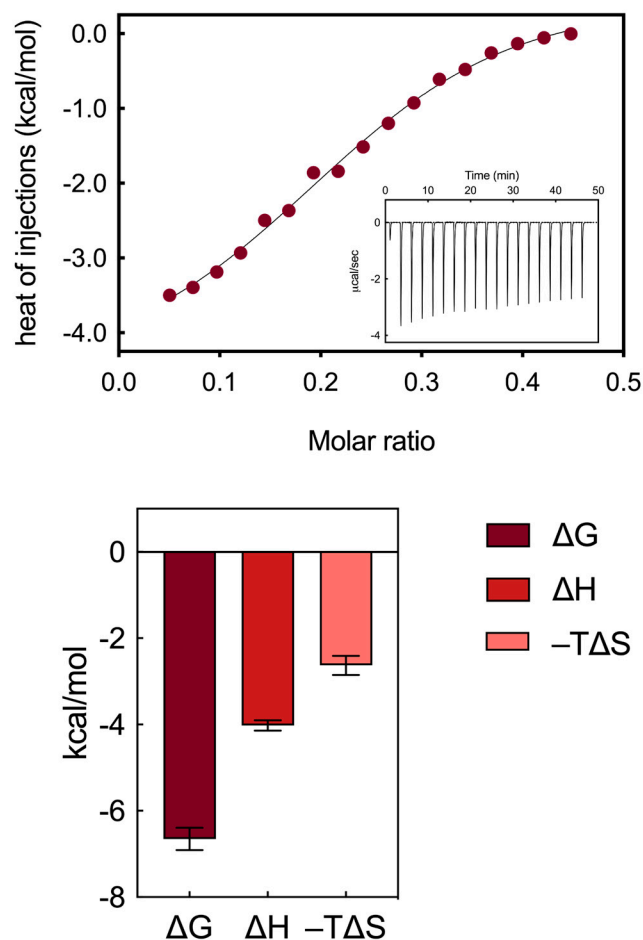 heat of injections (kcal/mol)
0.0
-1.0
-2.0
-3.0
-4.0
0.0 0.1 0.2 0.3 0.4 0.5
Molar ratio
Time (min)
0 10 20 30 40 50
μcal/sec
0
-2
-4
kcal/mol
0
-2
-4
-6
-8
ΔG ΔH –TΔS
ΔG
ΔH
–TΔS